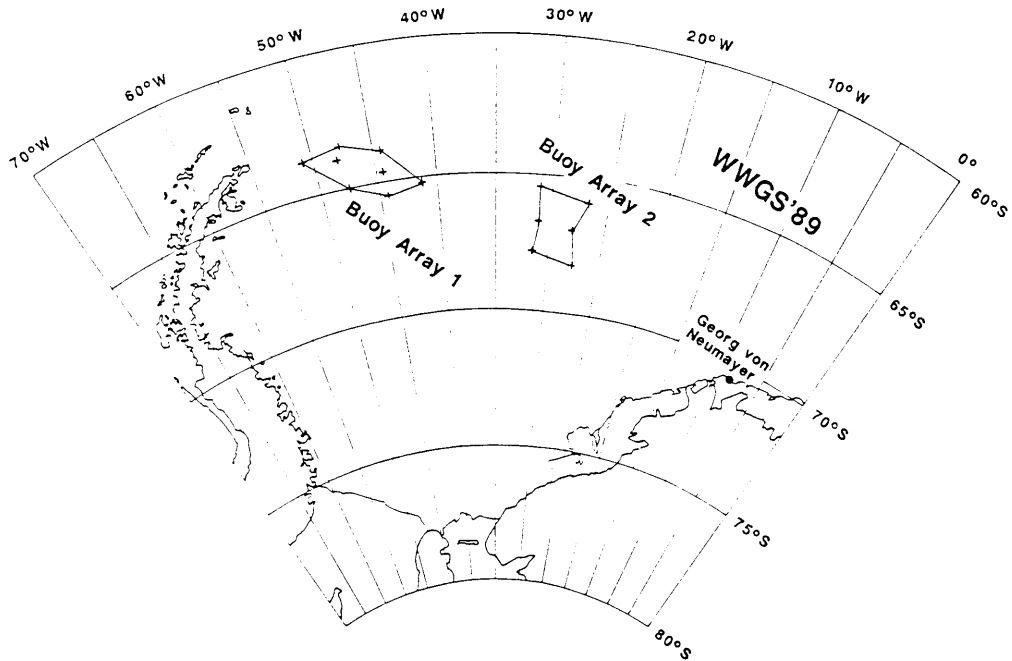 70° W
60° W
50° W
40° W
30° W
20° W
10° W
0°
60° S
65° S
70° S
75° S
80° S
Buoy Array 1
Buoy Array 2
WWGS'89
Georg von
Neumayer